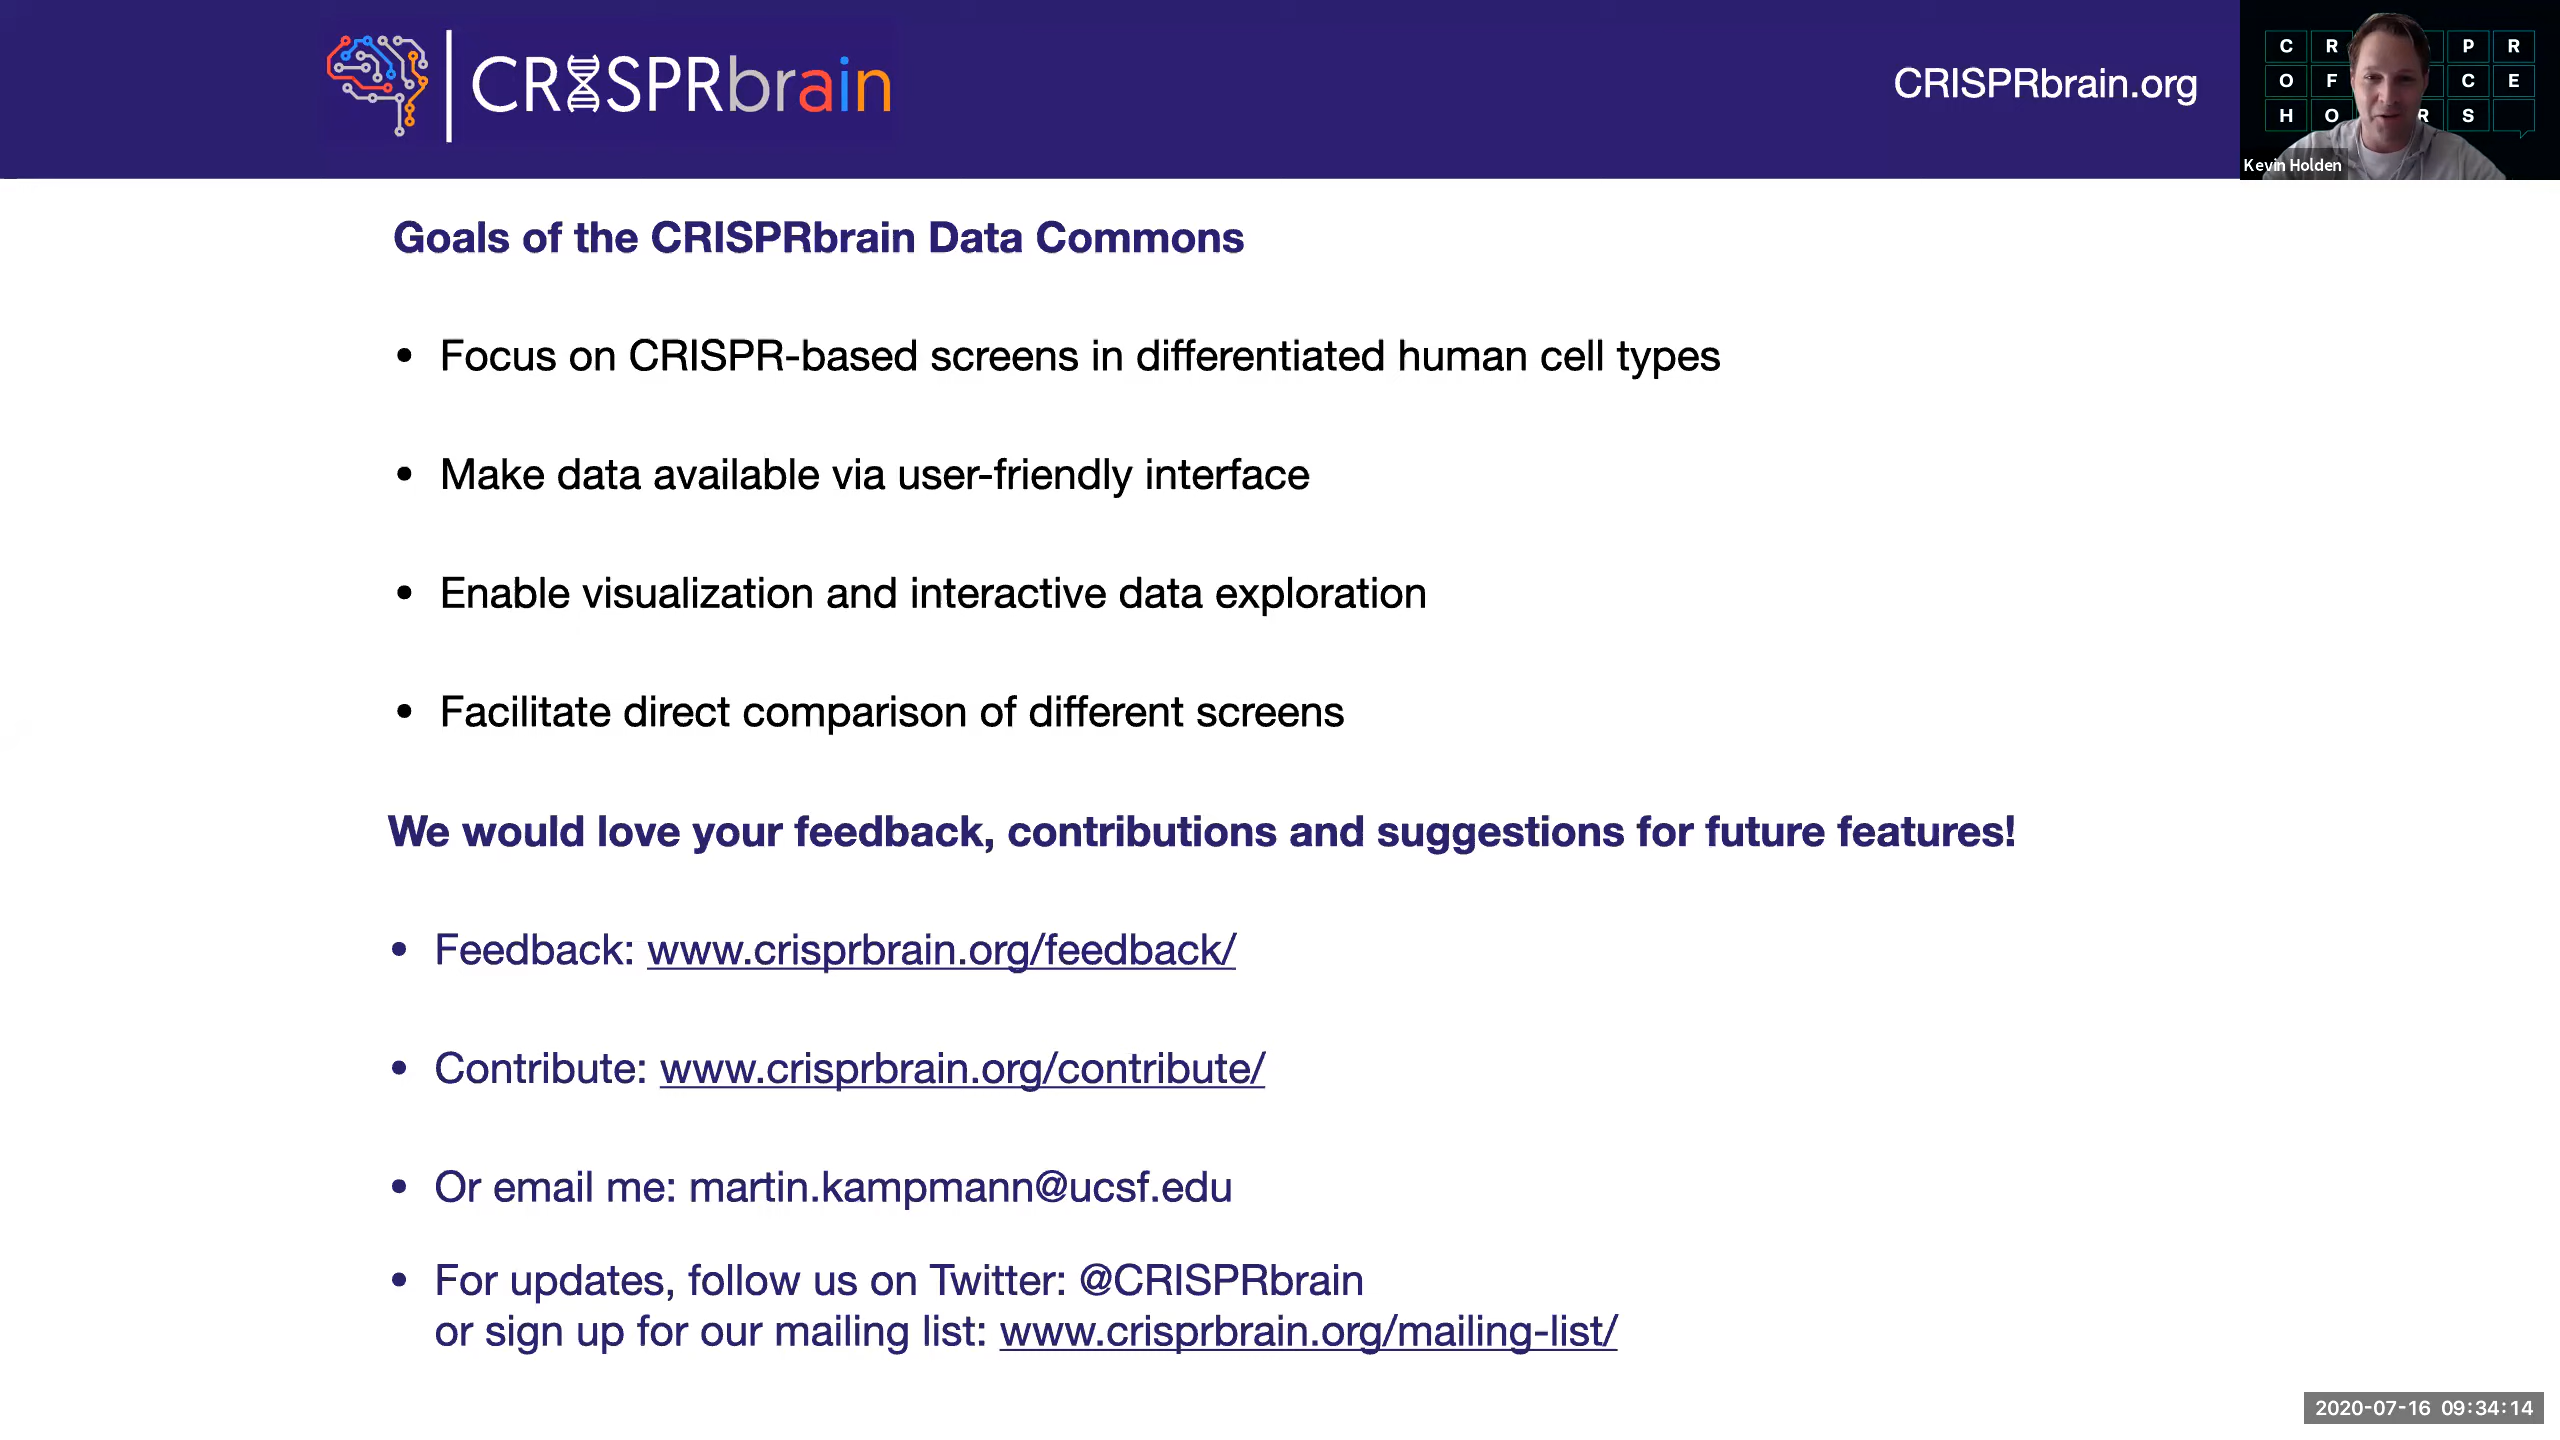 CRISPRbrain
CRISPRbrain.org
C R P R
O F C E
H O R S
Kevin Holden
Goals of the CRISPRbrain Data Commons
• Focus on CRISPR-based screens in differentiated human cell types
• Make data available via user-friendly interface
• Enable visualization and interactive data exploration
• Facilitate direct comparison of different screens
We would love your feedback, contributions and suggestions for future features!
• Feedback: www.crisprbrain.org/feedback/
• Contribute: www.crisprbrain.org/contribute/
• Or email me: martin.kampmann@ucsf.edu
• For updates, follow us on Twitter: @CRISPRbrain
or sign up for our mailing list: www.crisprbrain.org/mailing-list/
2020-07-16 09:34:14